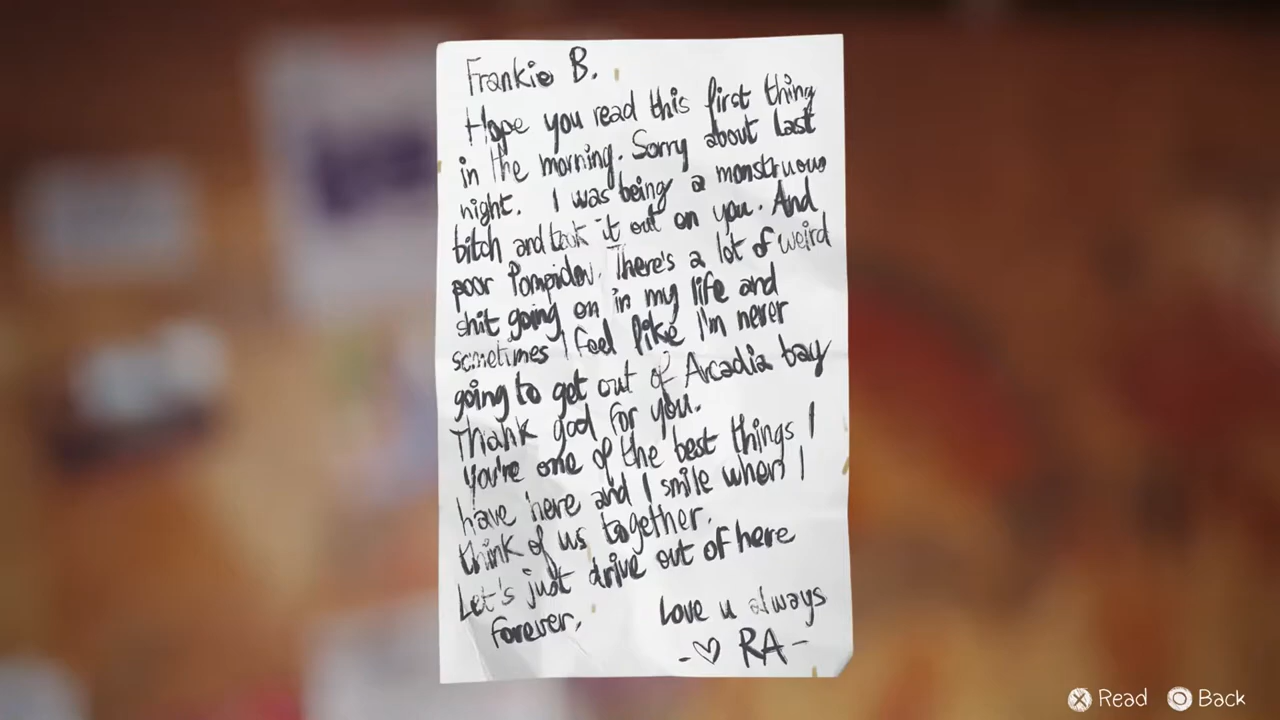 Frankie B.
Hope you read this first thing
in the morning. Sorry about last
night. I was being a monstruous
bitch and took it out on you. And
poor Pompidou. There's a lot of weird
shit going on in my life and
sometimes I feel like I'm never
going to get out of Arcadia bay
Thank god for you.
You're one of the best things I
have here and I smile when I
think of us together.
Let's just drive out of here
forever.
Love u always
-♡ RA-
Read
Back